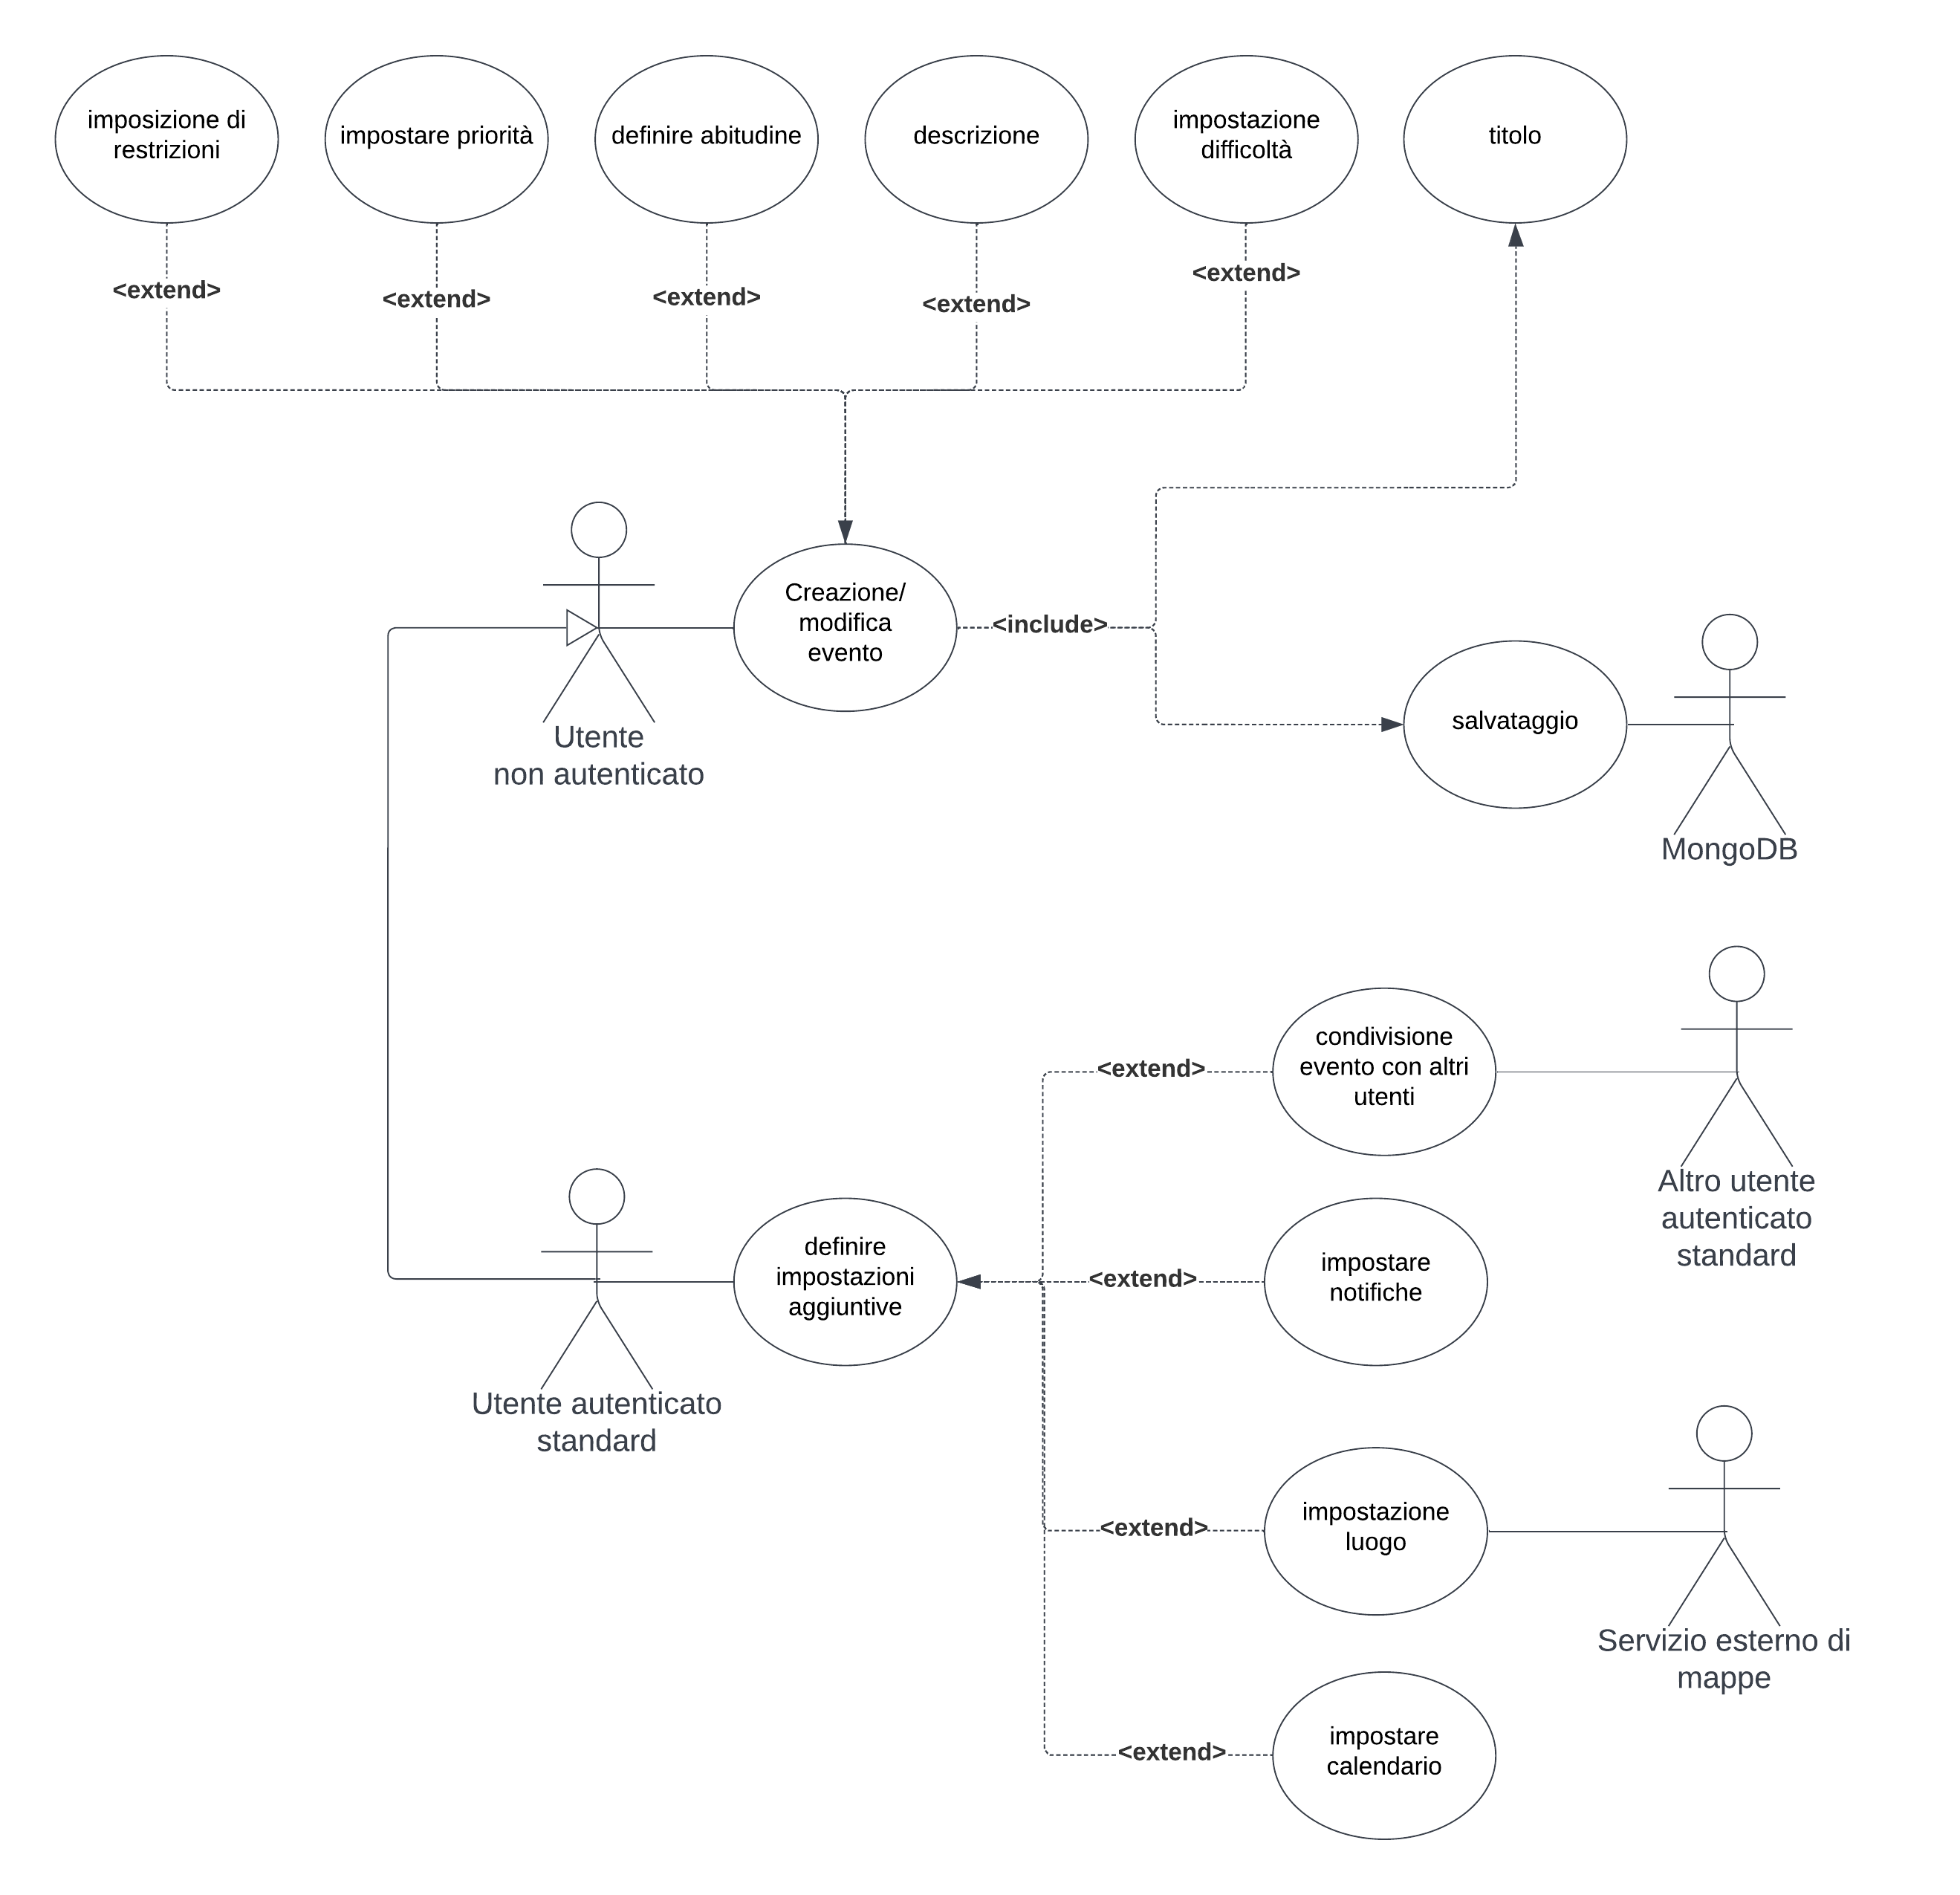 imposizione di
restrizioni
impostare priorità
definire abitudine
descrizione
impostazione
difficoltà
titolo
<extend>
<extend>
<extend>
<extend>
<extend>
Creazione/
modifica
evento
<include>
Utente
non autenticato
salvataggio
MongoDB
condivisione
evento con altri
utenti
<extend>
Altro utente
autenticato
standard
definire
impostazioni
aggiuntive
<extend>
impostare
notifiche
Utente autenticato
standard
<extend>
impostazione
luogo
Servizio esterno di
mappe
<extend>
impostare
calendario